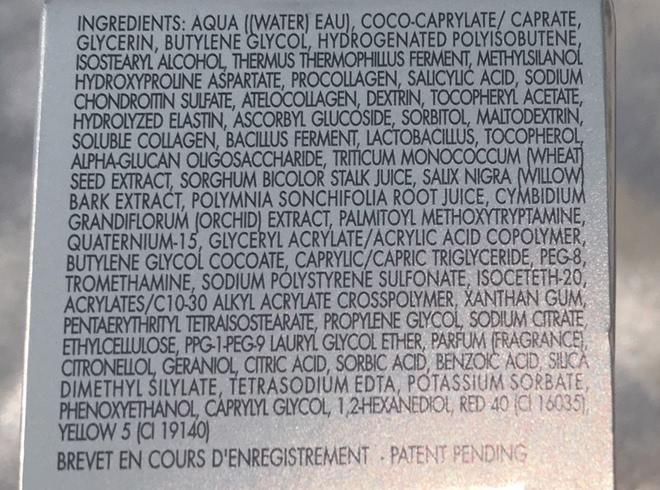 INGREDIENTS: AQUA ((WATER) EAU), COCO-CAPRYLATE/ CAPRATE,
GLYCERIN, BUTYLENE GLYCOL, HYDROGENATED POLYISOBUTENE,
ISOSTEARYL ALCOHOL, THERMUS THERMOPHILLUS FERMENT, METHYLSILANOL
HYDROXYPROLINE ASPARTATE, PROCOLLAGEN, SALICYLIC ACID, SODIUM
CHONDROITIN SULFATE, ATELOCOLLAGEN, DEXTRIN, TOCOPHERYL ACETATE,
HYDROLYZED ELASTIN, ASCORBYL GLUCOSIDE, SORBITOL, MALTODEXTRIN,
SOLUBLE COLLAGEN, BACILLUS FERMENT, LACTOBACILLUS, TOCOPHEROL,
ALPHA-GLUCAN OLIGOSACCHARIDE, TRITICUM MONOCOCCUM (WHEAT)
SEED EXTRACT, SORGHUM BICOLOR STALK JUICE, SALIX NIGRA (WILLOW)
BARK EXTRACT, POLYMNIA SONCHIFOLIA ROOT JUICE, CYMBIDIUM
GRANDIFLORUM (ORCHID) EXTRACT, PALMITOYL METHOXYTRYPTAMINE,
QUATERNIUM-15, GLYCERYL ACRYLATE/ACRYLIC ACID COPOLYMER,
BUTYLENE GLYCOL COCOATE, CAPRYLIC/CAPRIC TRIGLYCERIDE, PEG-8,
TROMETHAMINE, SODIUM POLYSTYRENE SULFONATE, ISOCETETH-20,
ACRYLATES/C10-30 ALKYL ACRYLATE CROSSPOLYMER, XANTHAN GUM,
PENTAERYTHRITYL TETRAISOSTEARATE, PROPYLENE GLYCOL, SODIUM CITRATE,
ETHYLCELLULOSE, PPG-1-PEG-9 LAURYL GLYCOL ETHER, PARFUM (FRAGRANCE),
CITRONELLOL, GERANIOL, CITRIC ACID, SORBIC ACID, BENZOIC ACID, SILICA
DIMETHYL SILYLATE, TETRASODIUM EDTA, POTASSIUM SORBATE,
PHENOXYETHANOL, CAPRYLYL GLYCOL, 1,2-HEXANEDIOL, RED 40 (CI 16035),
YELLOW 5 (CI 19140)
BREVET EN COURS D'ENREGISTREMENT · PATENT PENDING